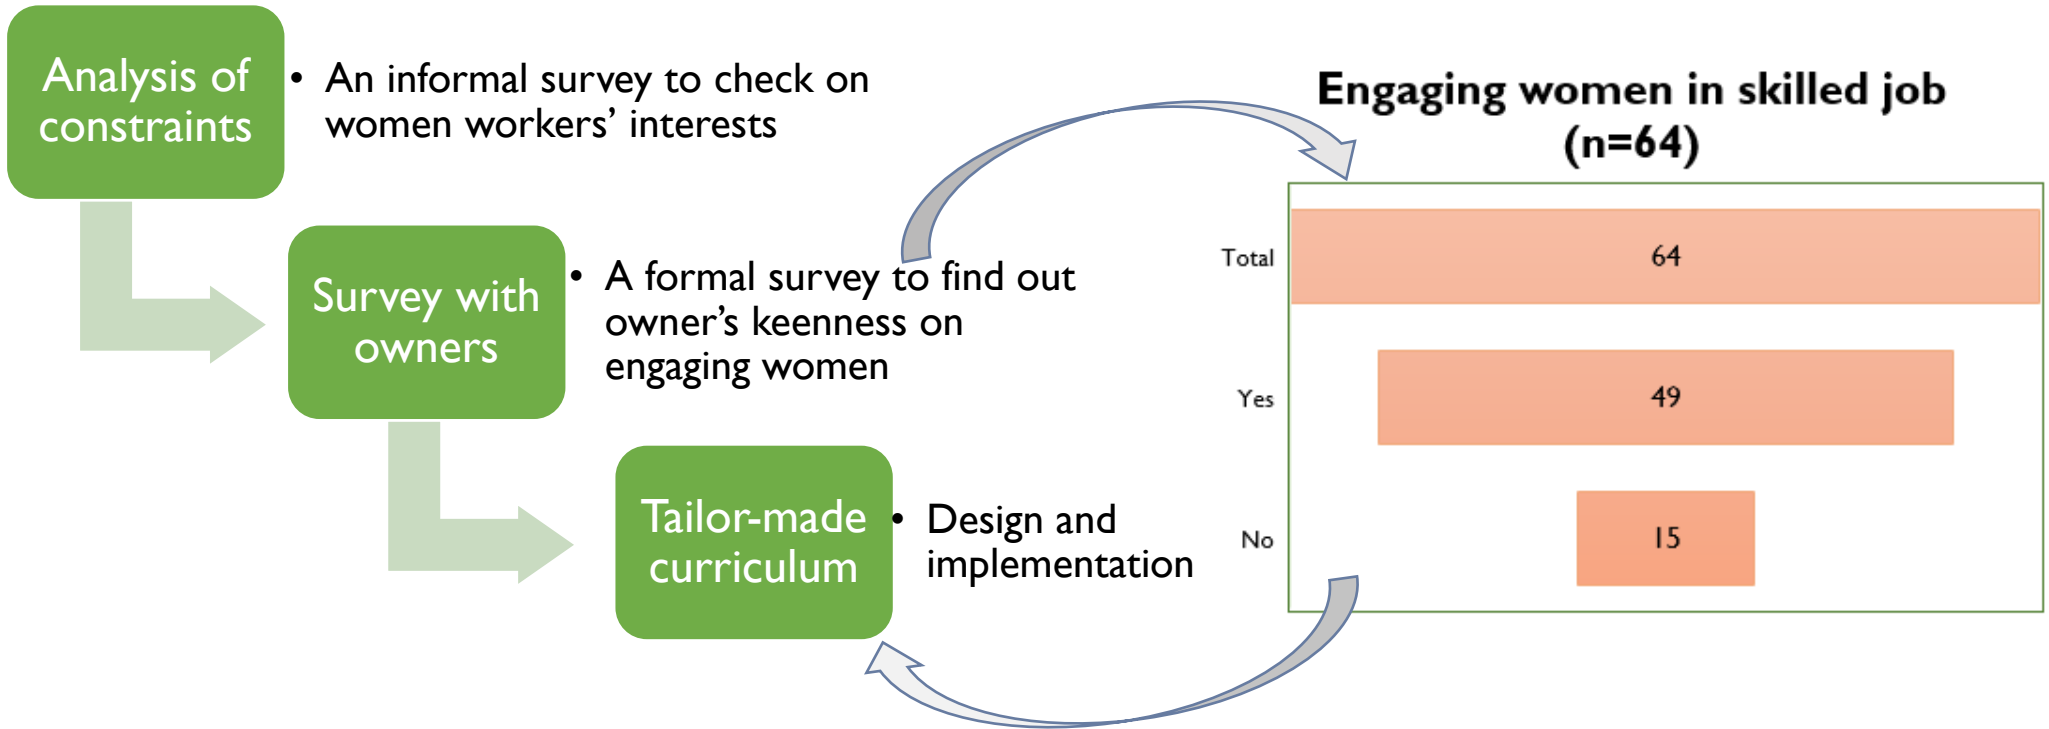 Analysis of
constraints
• An informal survey to check on
women workers’ interests
Survey with
owners
• A formal survey to find out
owner’s keenness on
engaging women
Tailor-made
curriculum
• Design and
implementation
Engaging women in skilled job
(n=64)
Total 64
Yes 49
No 15